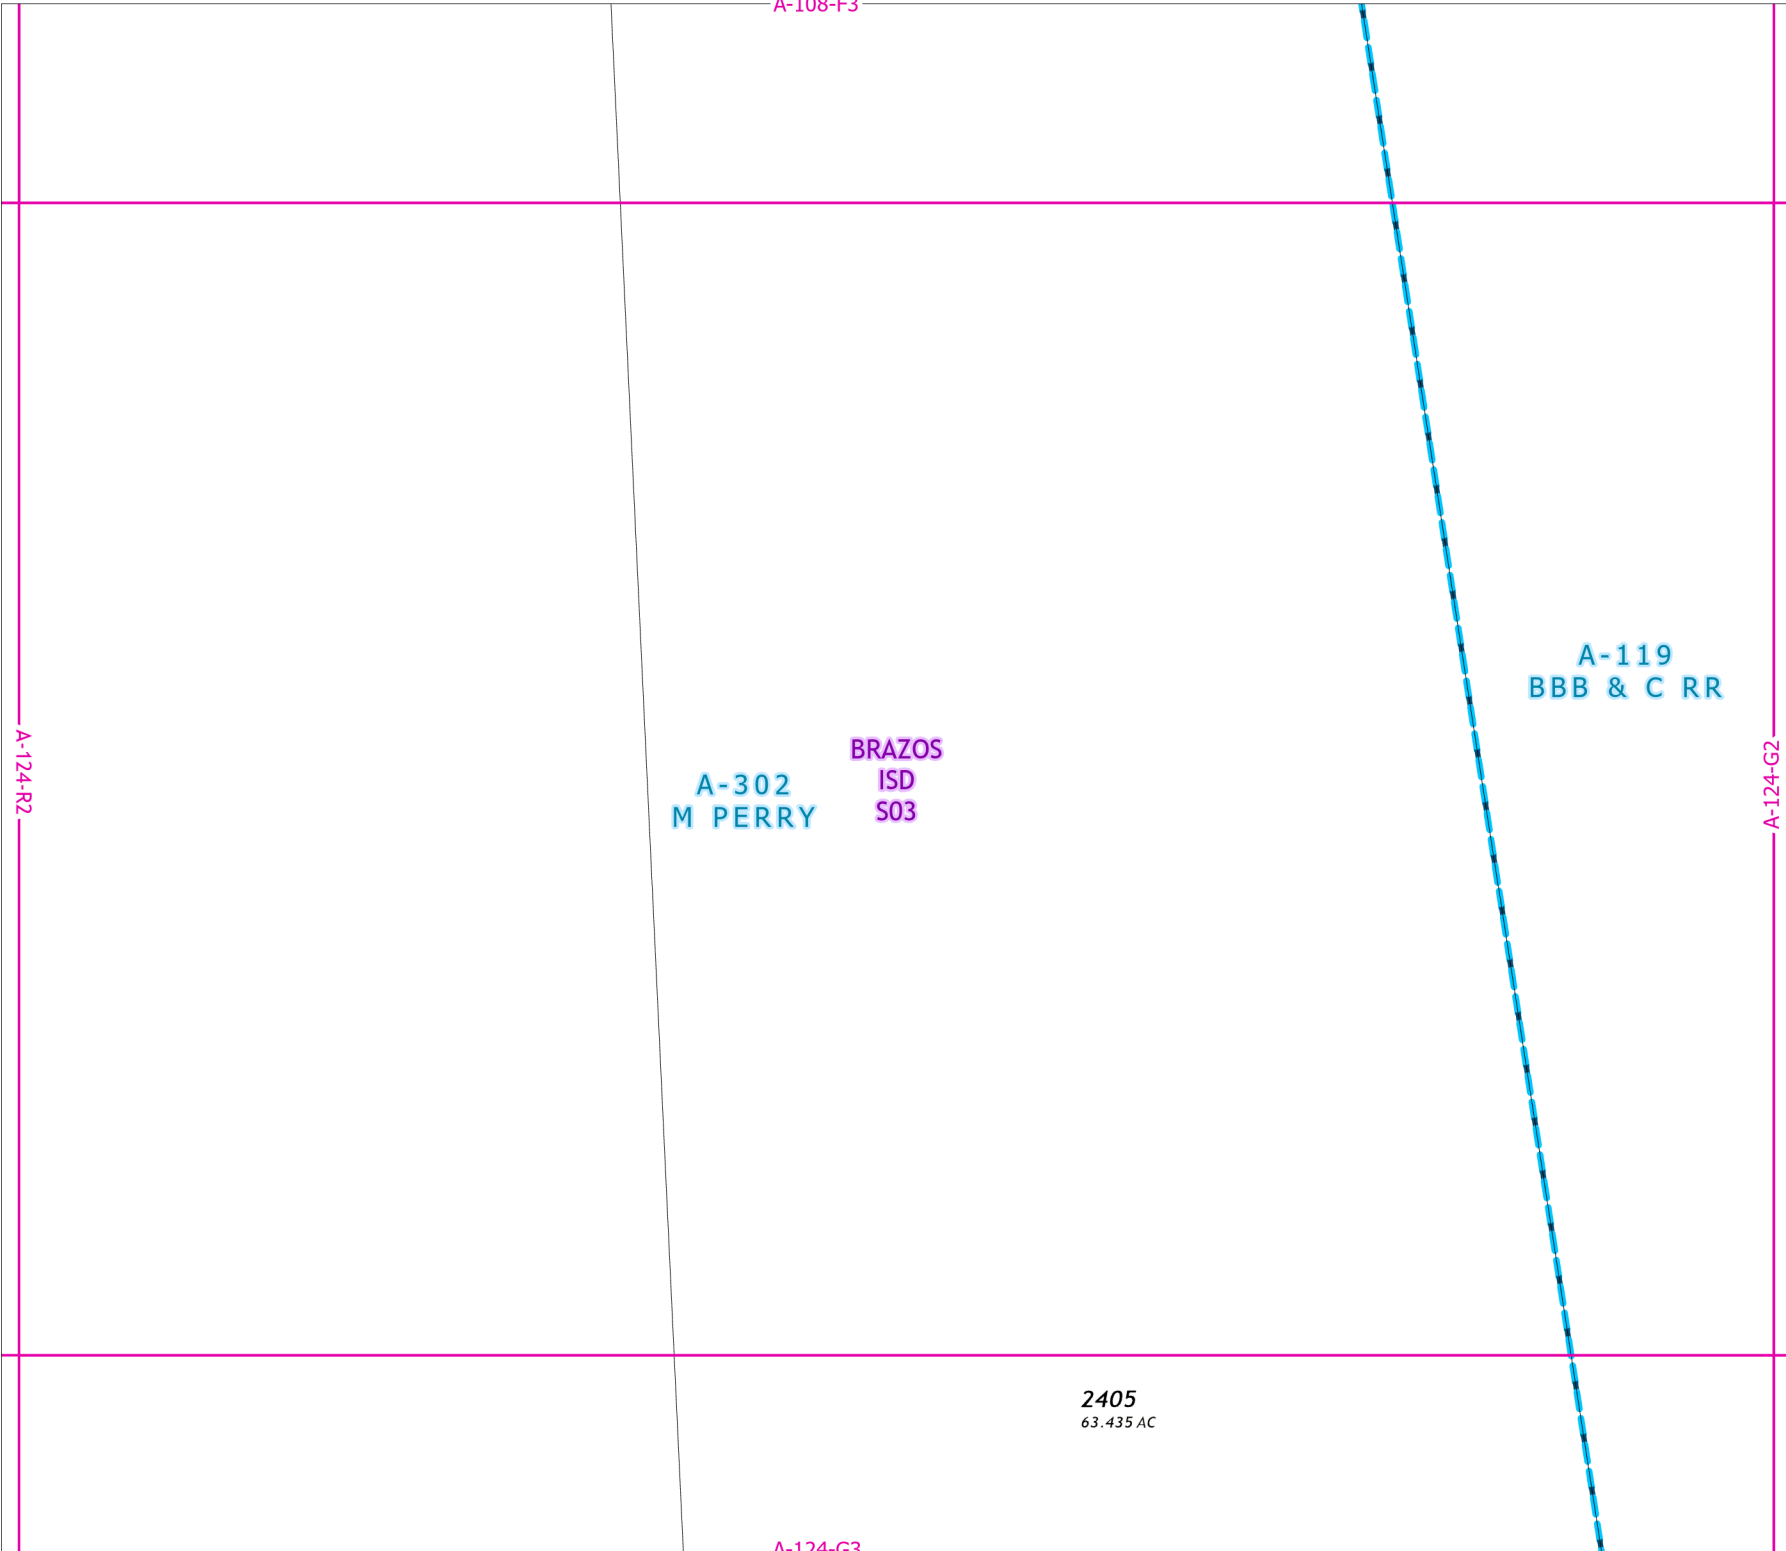 A-108-F3
A-119
BBB & C RR
BRAZOS
ISD
S03
A-302
M PERRY
A-124-R2
A-124-G2
2405
63.435 AC
A-124-G3